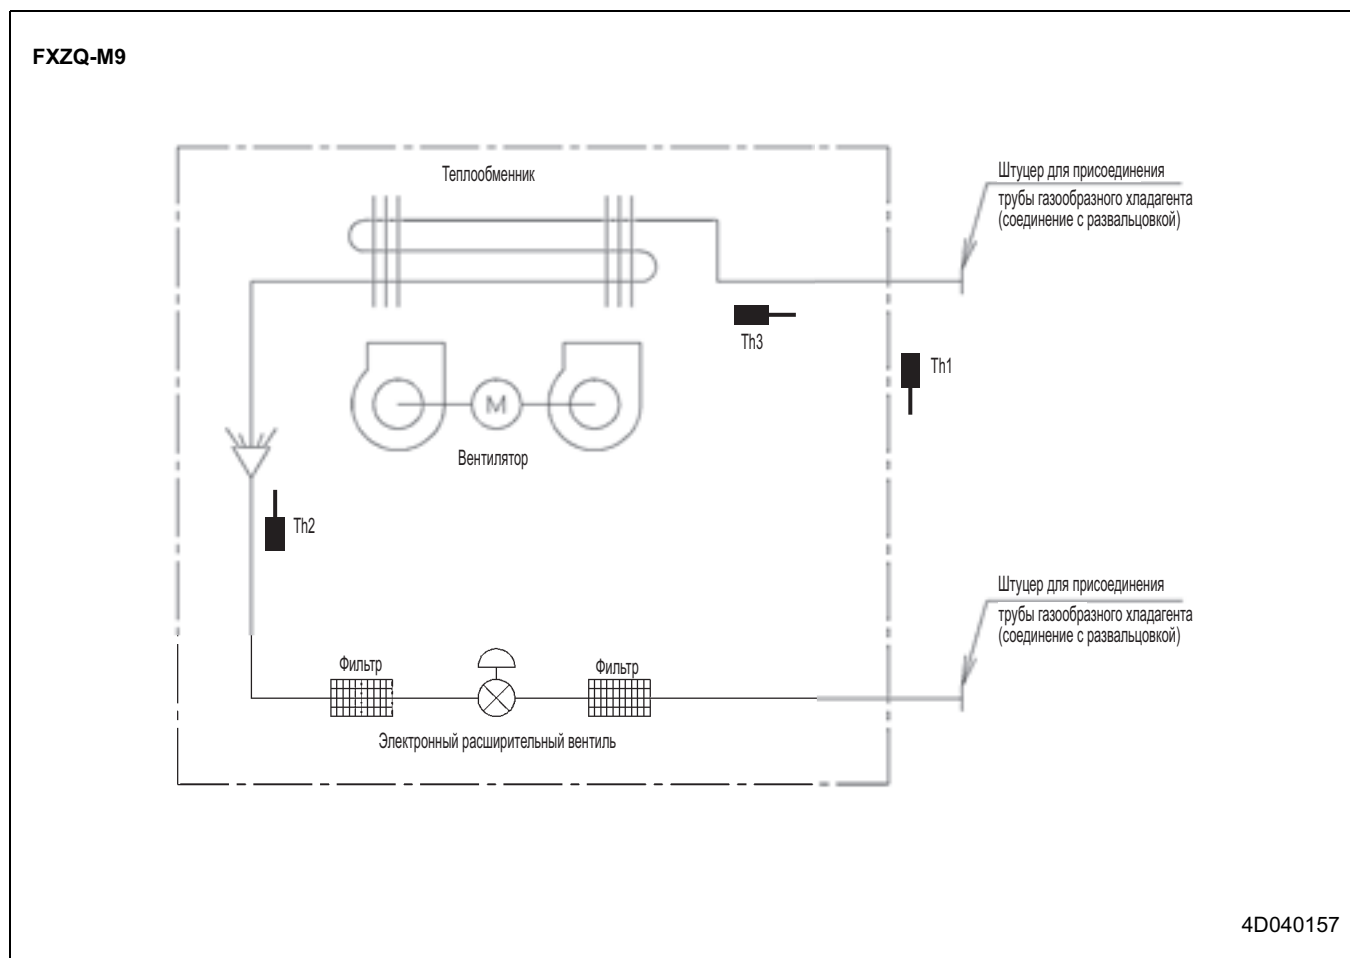 FXZQ-M9
Теплообменник
Штуцер для присоединения
трубы газообразного хладагента
(соединение с развальцовкой)
Th3
Th1
M
Вентилятор
Th2
Штуцер для присоединения
трубы газообразного хладагента
(соединение с развальцовкой)
Фильтр
Фильтр
Электронный расширительный вентиль
4D040157